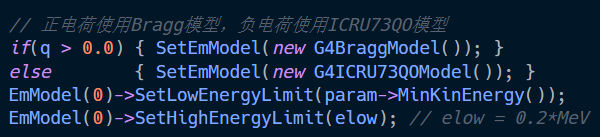 // 正电荷使用Bragg模型，负电荷使用ICRU73QO模型
if(q > 0.0) { SetEmModel(new G4BraggModel()); }
else        { SetEmModel(new G4ICRU73QOModel()); }
EmModel(0)->SetLowEnergyLimit(param->MinKinEnergy());
EmModel(0)->SetHighEnergyLimit(elow); // elow = 0.2*MeV